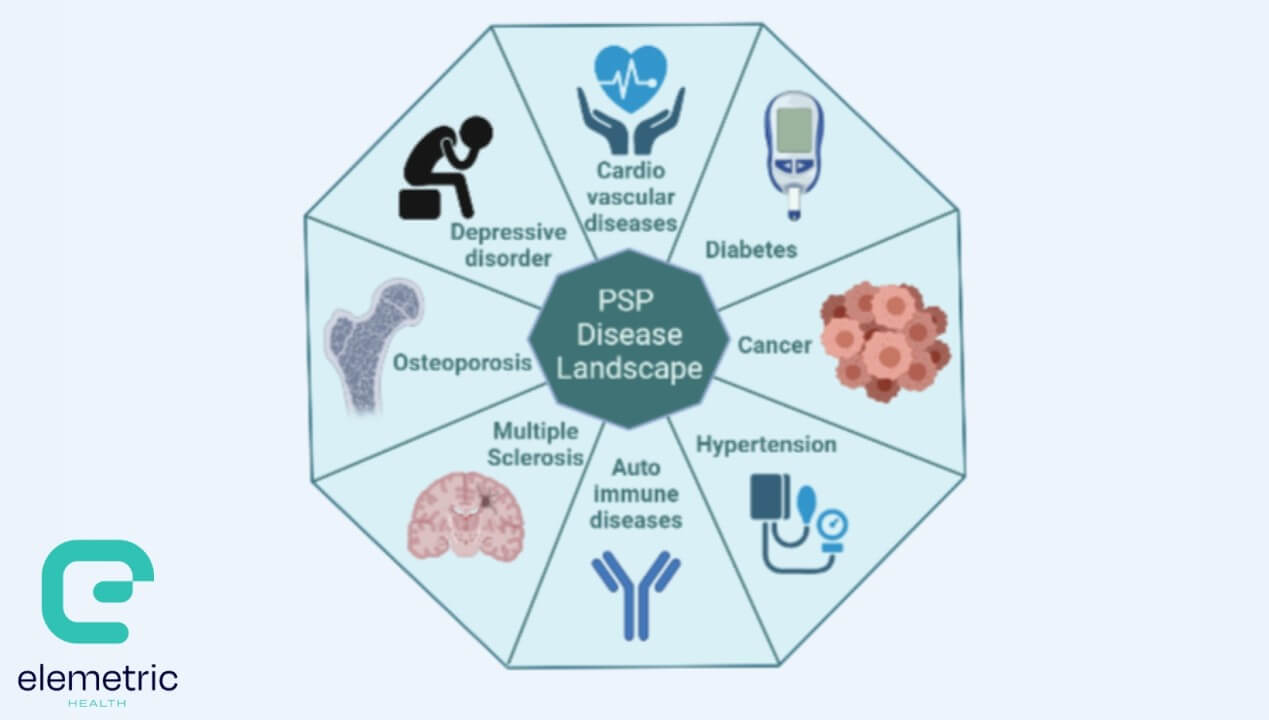 Cardio
vascular
diseases
Diabetes
Cancer
Hypertension
Auto
immune
diseases
Multiple
Sclerosis
Osteoporosis
Depressive
disorder
PSP
Disease
Landscape
elemetric
HEALTH